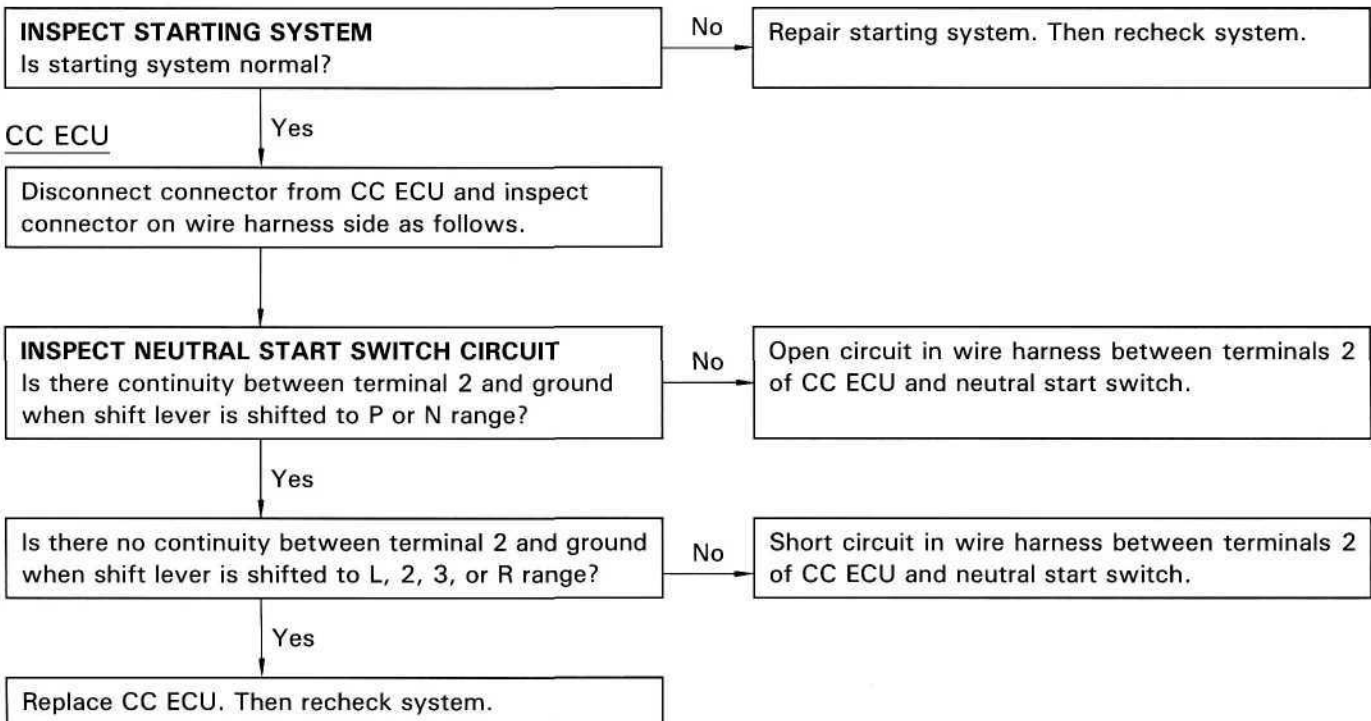 INSPECT STARTING SYSTEM
Is starting system normal?
No
Repair starting system. Then recheck system.
Yes
CC ECU
Disconnect connector from CC ECU and inspect
connector on wire harness side as follows.
INSPECT NEUTRAL START SWITCH CIRCUIT
Is there continuity between terminal 2 and ground
when shift lever is shifted to P or N range?
No
Open circuit in wire harness between terminals 2
of CC ECU and neutral start switch.
Yes
Is there no continuity between terminal 2 and ground
when shift lever is shifted to L, 2, 3, or R range?
No
Short circuit in wire harness between terminals 2
of CC ECU and neutral start switch.
Yes
Replace CC ECU. Then recheck system.